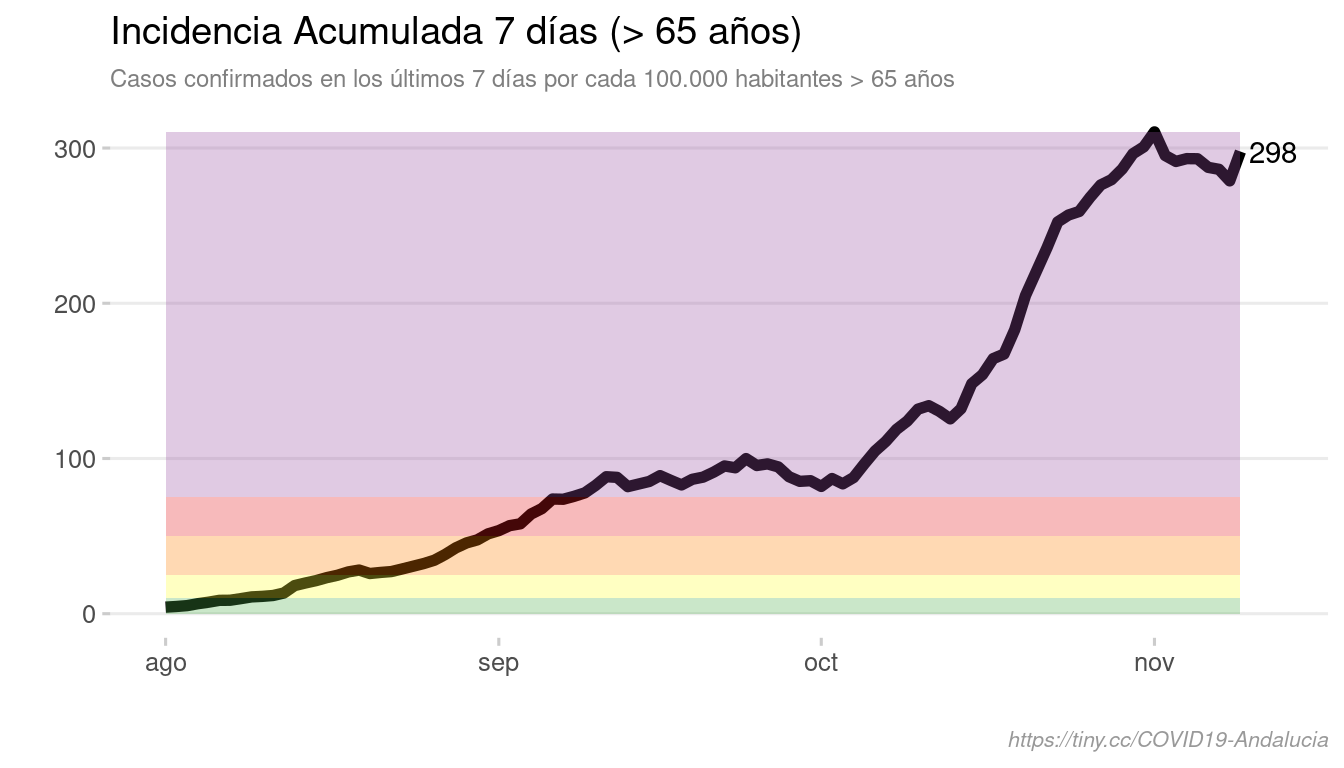 Incidencia Acumulada 7 días (> 65 años)
Casos confirmados en los últimos 7 días por cada 100.000 habitantes > 65 años
300
298
200
100
0
ago sep oct nov
https://tiny.cc/COVID19-Andalucia